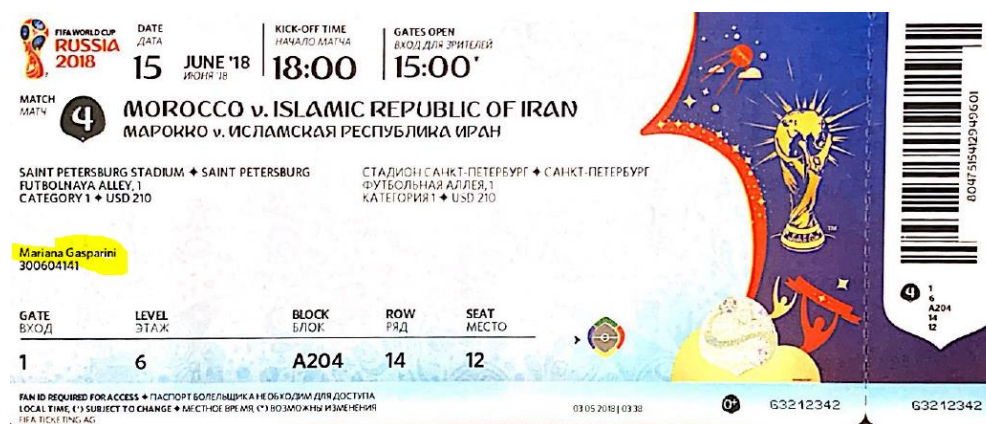 FIFA WORLD CUP
RUSSIA
2018
DATE
ДАТА
15 JUNE '18
ИЮНЯ '18
KICK-OFF TIME
НАЧАЛО МАТЧА
18:00
GATES OPEN
ВХОД ДЛЯ ЗРИТЕЛЕЙ
15:00*
MATCH
МАТЧ
4
MOROCCO v. ISLAMIC REPUBLIC OF IRAN
МАРОККО v. ИСЛАМСКАЯ РЕСПУБЛИКА ИРАН
SAINT PETERSBURG STADIUM ✦ SAINT PETERSBURG
FUTBOLNAYA ALLEY, 1
CATEGORY 1 ✦ USD 210
СТАДИОН САНКТ-ПЕТЕРБУРГ ✦ САНКТ-ПЕТЕРБУРГ
ФУТБОЛЬНАЯ АЛЛЕЯ, 1
КАТЕГОРИЯ 1 ✦ USD 210
Mariana Gasparini
300604141
GATE
ВХОД
1
LEVEL
ЭТАЖ
6
BLOCK
БЛОК
A204
ROW
РЯД
14
SEAT
МЕСТО
12
FAN ID REQUIRED FOR ACCESS ✦ ПАСПОРТ БОЛЕЛЬЩИКА НЕОБХОДИМ ДЛЯ ДОСТУПА
LOCAL TIME, (*) SUBJECT TO CHANGE ✦ МЕСТНОЕ ВРЕМЯ, (*) ВОЗМОЖНЫ ИЗМЕНЕНИЯ
FIFA TICKETING AG
03.05.2018 | 03:38
0+
63212342
63212342
4
1
6
A204
14
12
8047515412949601